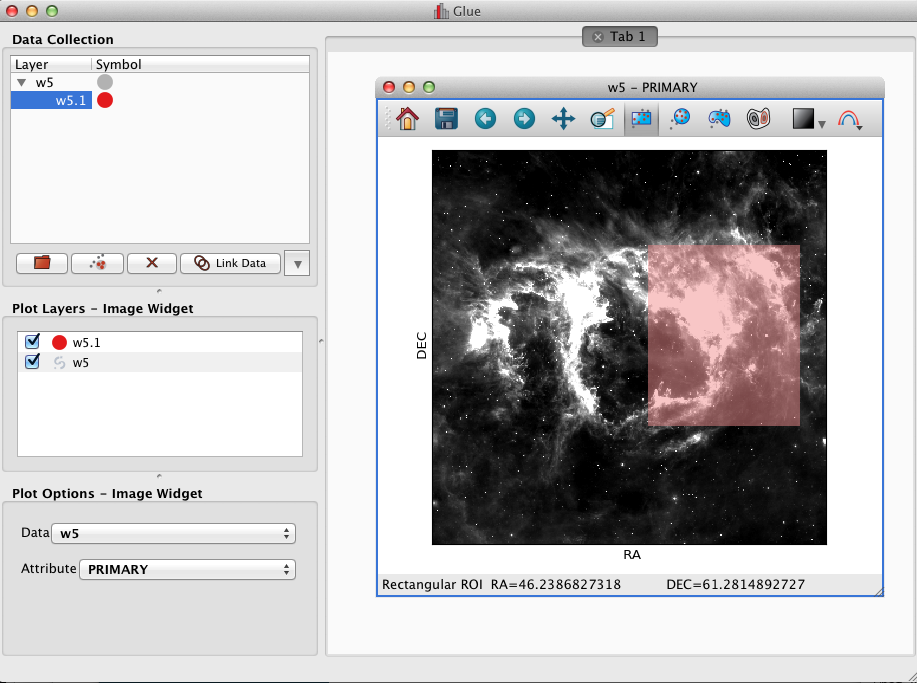 Glue
Data Collection
Layer Symbol
w5
w5.1
Link Data
Plot Layers – Image Widget
w5.1
w5
Plot Options – Image Widget
Data w5
Attribute PRIMARY
Tab 1
w5 – PRIMARY
DEC
RA
Rectangular ROI RA=46.2386827318 DEC=61.2814892727